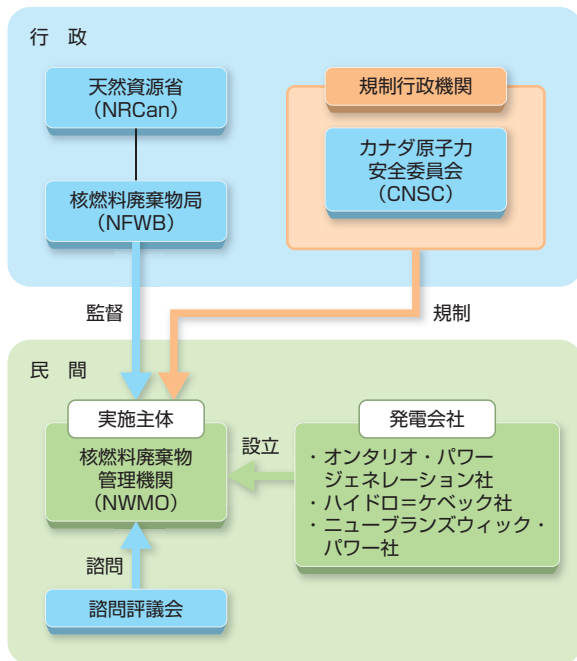 行　政
天然資源省
（NRCan）
規制行政機関
カナダ原子力
安全委員会
（CNSC）
核燃料廃棄物局
（NFWB）
監督
規制
民　間
実施主体
核燃料廃棄物
管理機関
（NWMO）
設立
発電会社
・オンタリオ・パワー
ジェネレーション社
・ハイドロ＝ケベック社
・ニューブランズウィック・
パワー社
諮問
諮問評議会